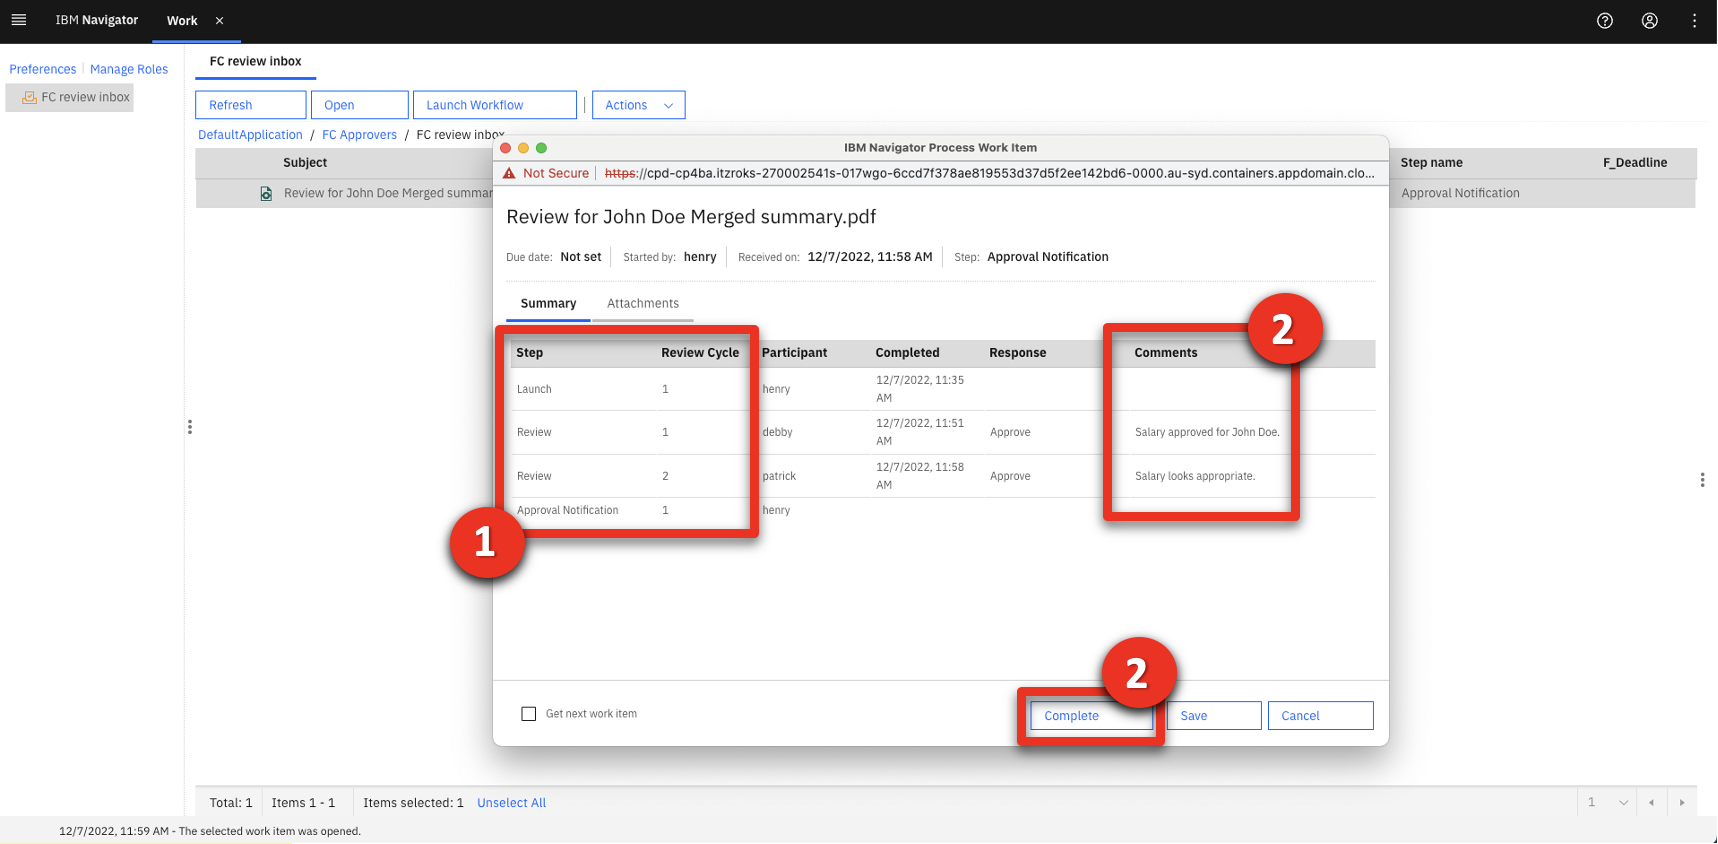 IBM Navigator Work ×
Preferences Manage Roles
FC review inbox
FC review inbox
Refresh Open Launch Workflow Actions
DefaultApplication / FC Approvers / FC review inbox
Subject Step name F_Deadline
Review for John Doe Merged summar Approval Notification
IBM Navigator Process Work Item
Not Secure https://cpd-cp4ba.itzroks-270002541s-017wgo-6ccd7f378ae819553d37d5f2ee142bd6-0000.au-syd.containers.appdomain.clo...
Review for John Doe Merged summary.pdf
Due date: Not set Started by: henry Received on: 12/7/2022, 11:58 AM Step: Approval Notification
Summary Attachments
2
Step Review Cycle Participant Completed Response Comments
Launch 1 henry 12/7/2022, 11:35 AM
Review 1 debby 12/7/2022, 11:51 AM Approve Salary approved for John Doe.
Review 2 patrick 12/7/2022, 11:58 AM Approve Salary looks appropriate.
Approval Notification 1 henry
1
2
Get next work item Complete Save Cancel
Total: 1 Items 1 - 1 Items selected: 1 Unselect All 1
12/7/2022, 11:59 AM - The selected work item was opened.